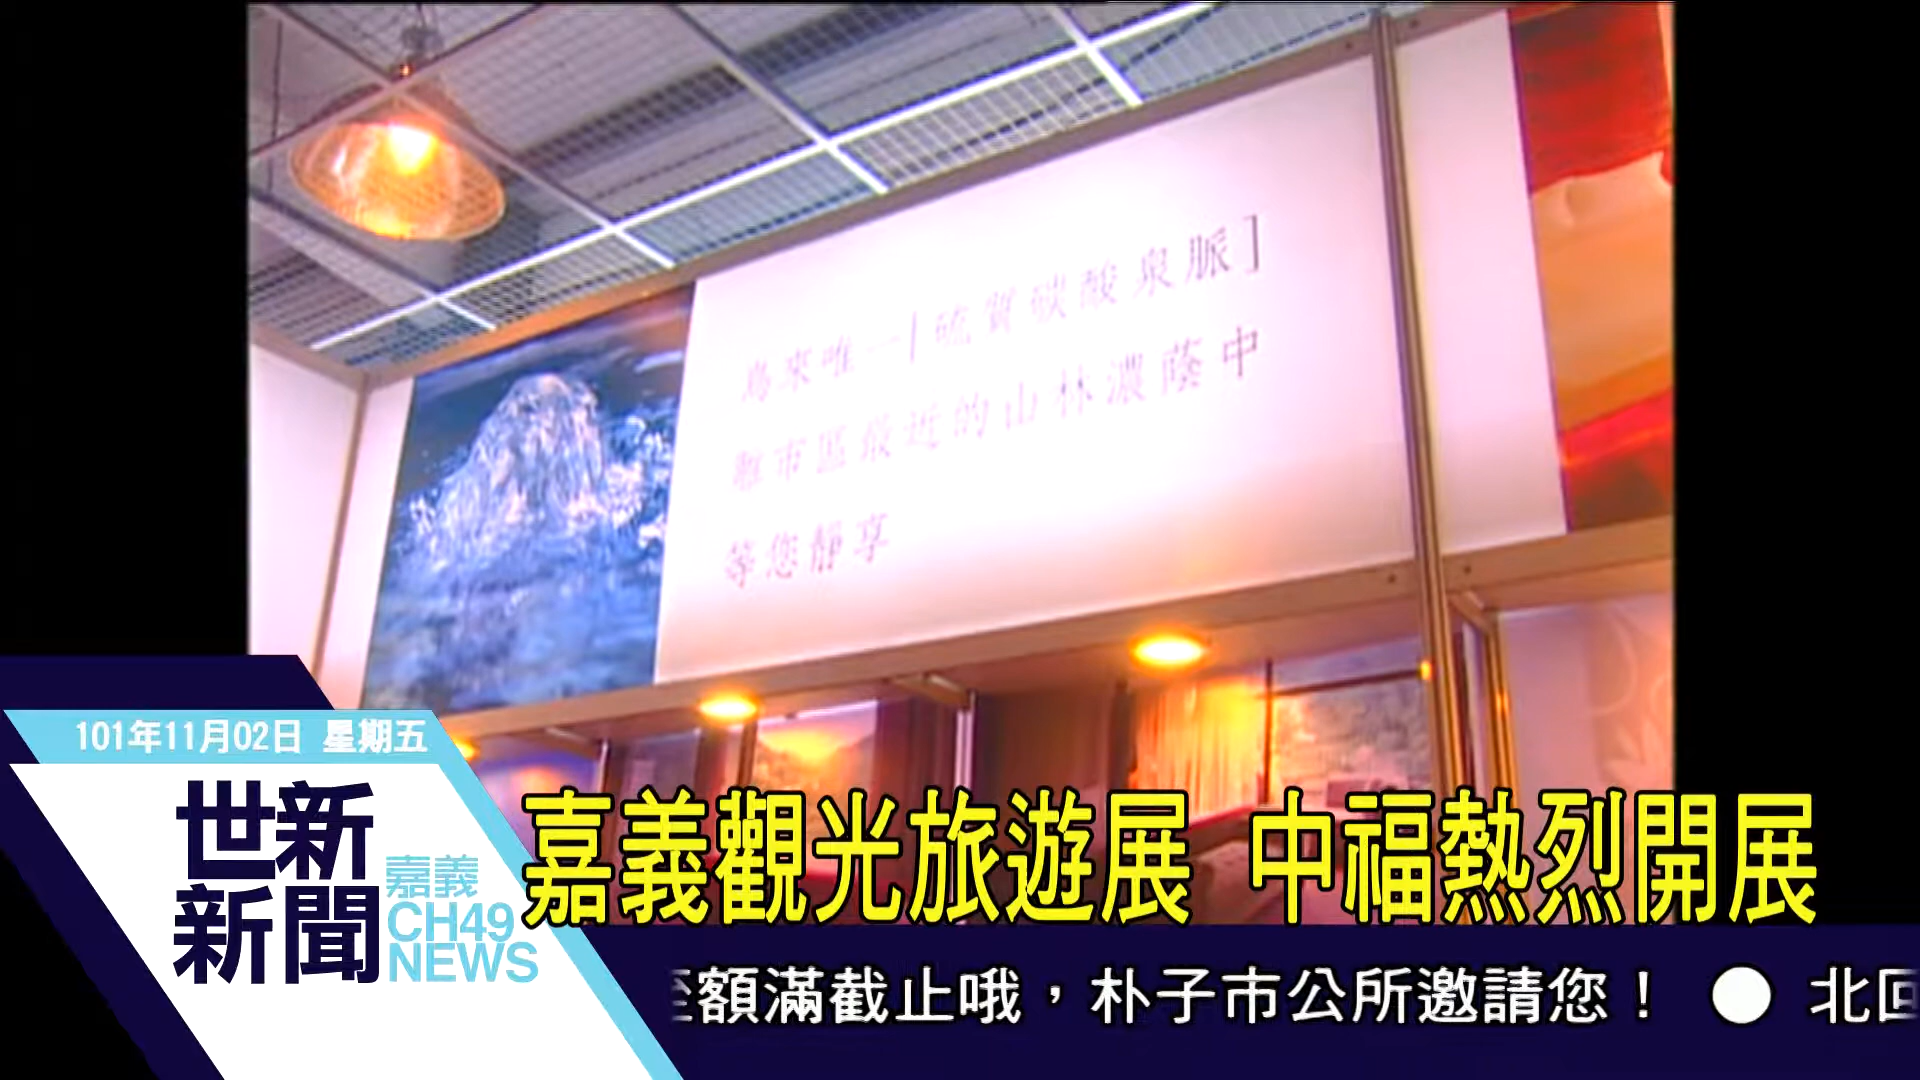 烏來唯一[硫質碳酸泉脈]
離市區最近的山林濃蔭中
等您靜享
101年11月02日 星期五
世新
新聞
嘉義
CH49
NEWS
嘉義觀光旅遊展 中福熱烈開展
額滿截止哦，朴子市公所邀請您！ ● 北回